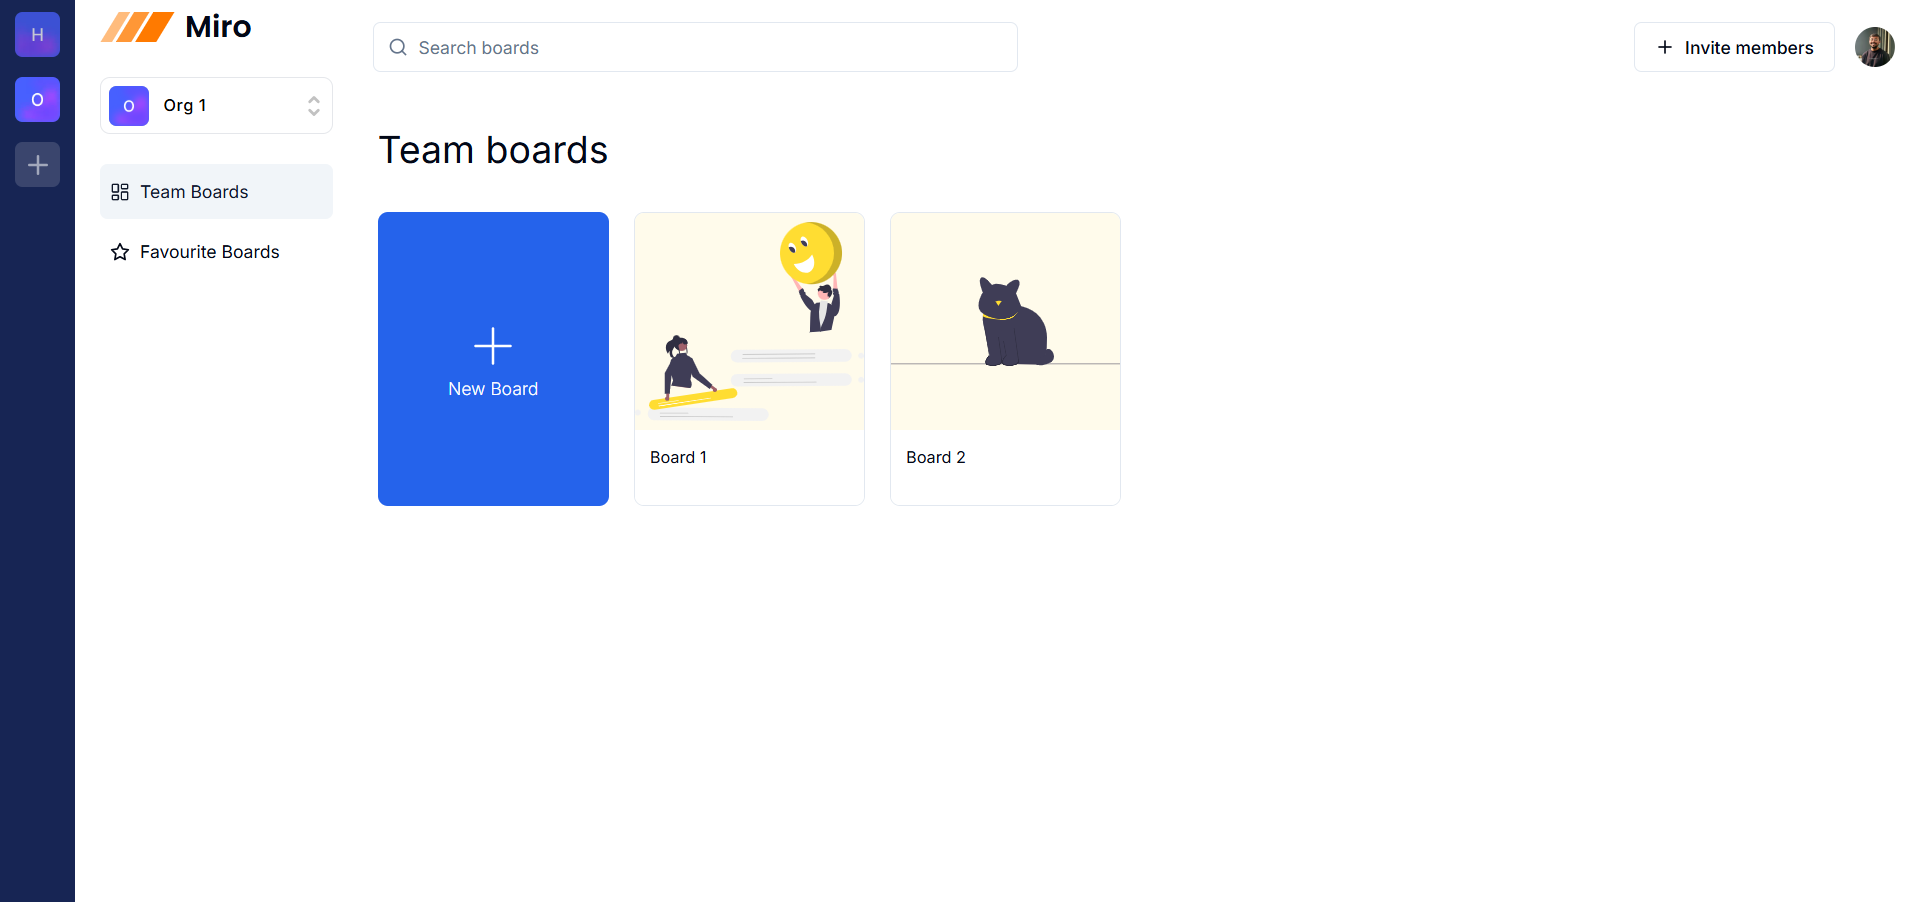 H
O
Miro
O
Org 1
Team Boards
Favourite Boards
Search boards
Invite members
Team boards
New Board
Board 1
Board 2